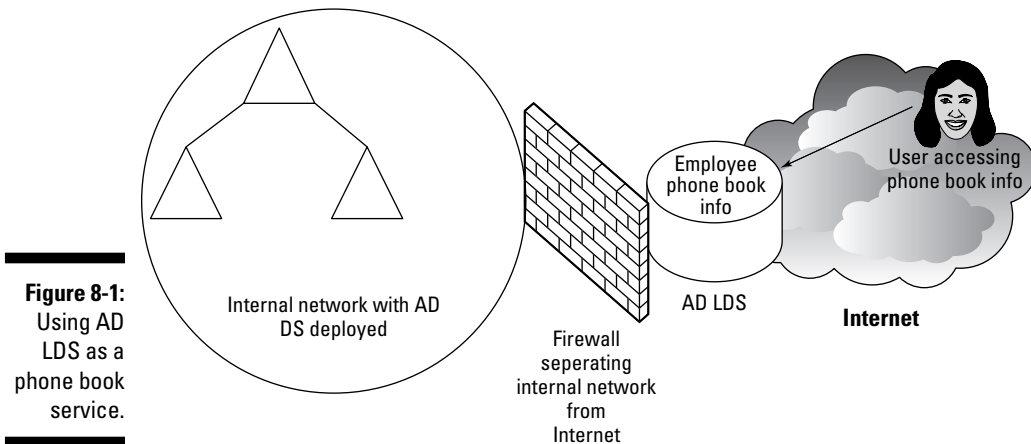 Figure 8-1:
Using AD
LDS as a
phone book
service.
Internal network with AD
DS deployed
Firewall
seperating
internal network
from
Internet
Employee
phone book
info
AD LDS
User accessing
phone book info
Internet